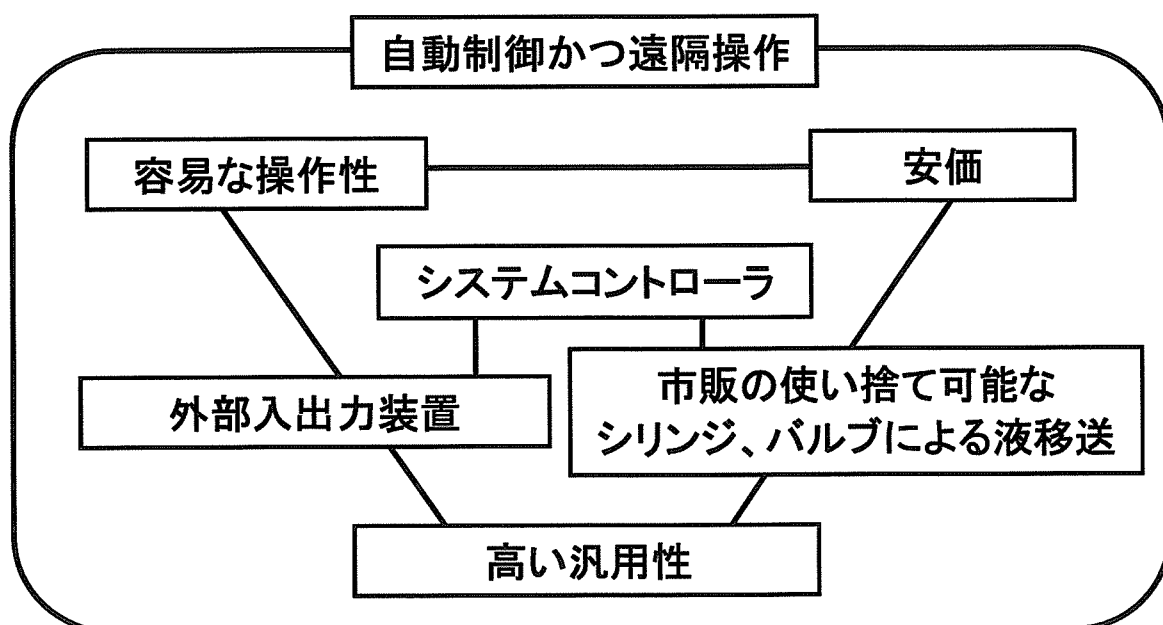 自動制御かつ遠隔操作
容易な操作性
安価
システムコントローラ
外部入出力装置
市販の使い捨て可能な
シリンジ、バルブによる液移送
高い汎用性